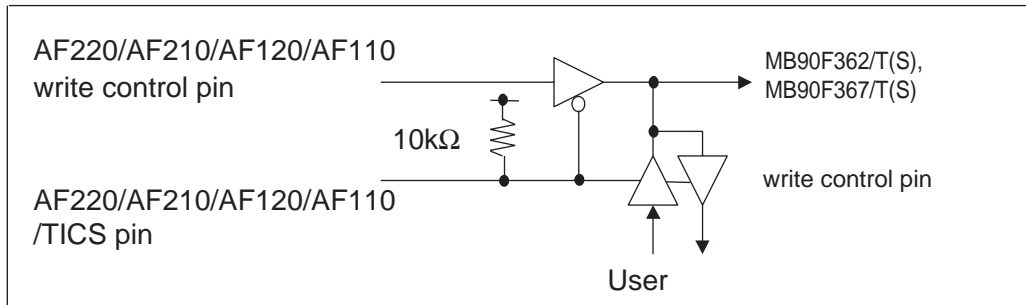 AF220/AF210/AF120/AF110
write control pin
MB90F362/T(S),
MB90F367/T(S)
10kΩ
write control pin
AF220/AF210/AF120/AF110
/TICS pin
User